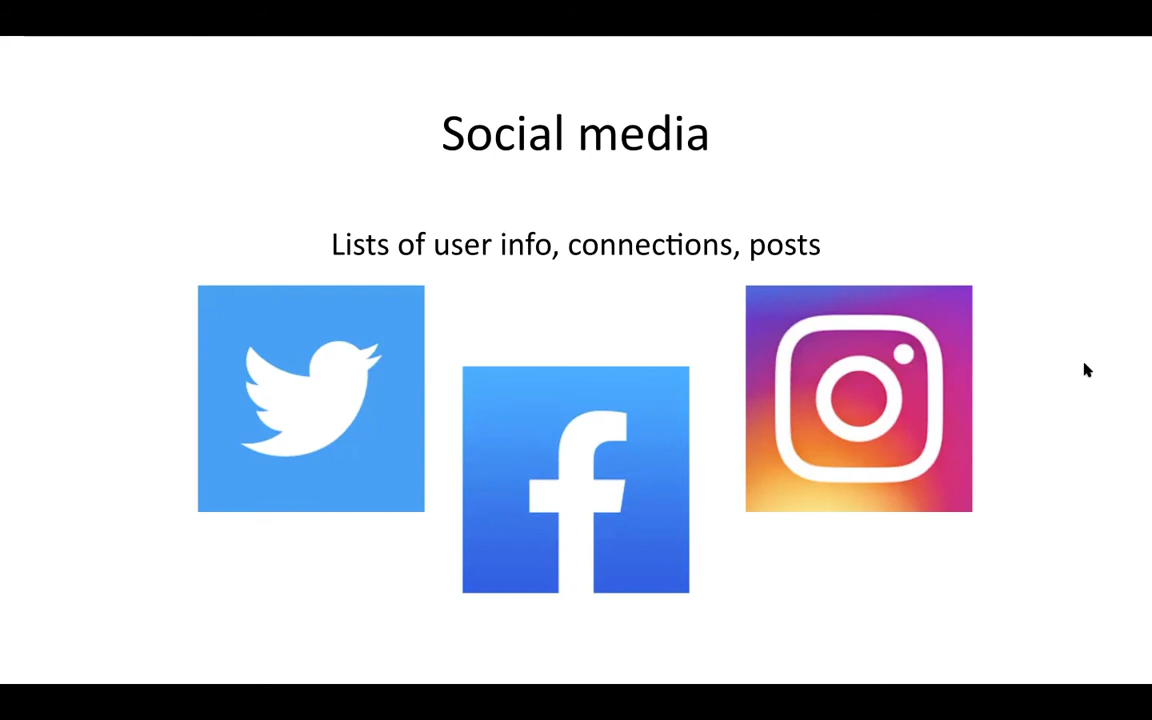 Social media
Lists of user info, connections, posts